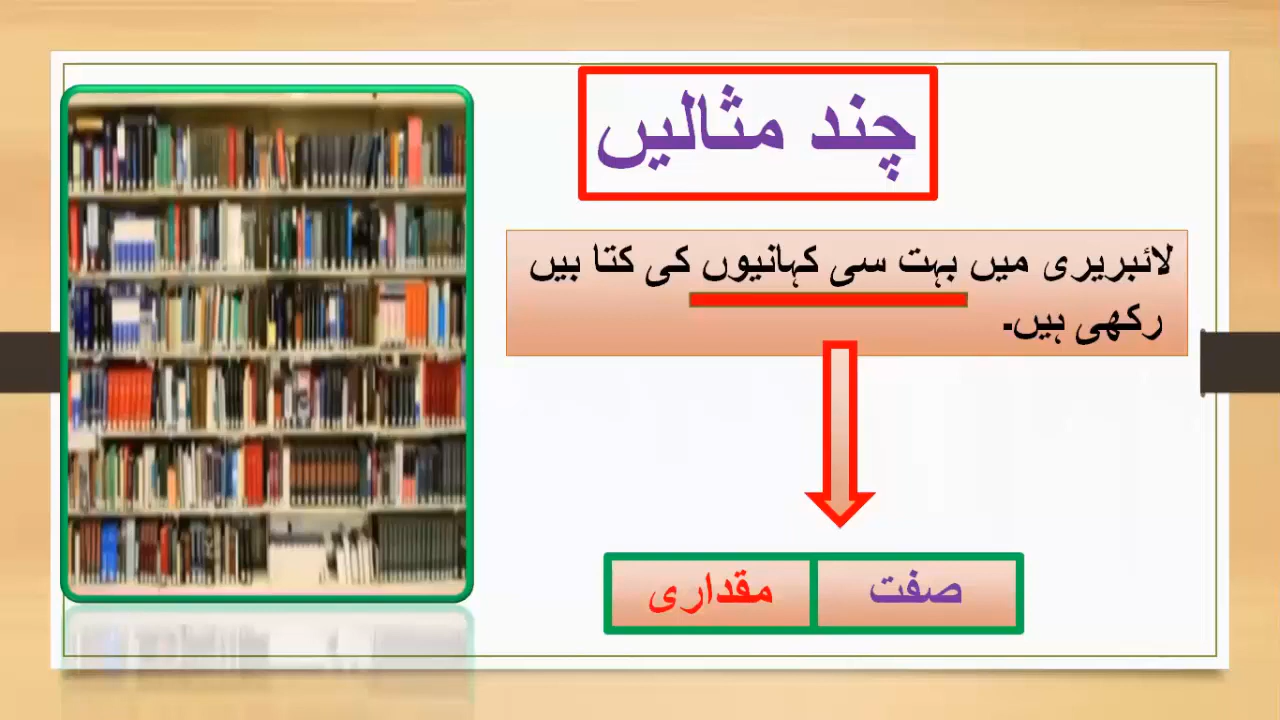 چند مثالیں
لائبریری میں بہت سی کہانیوں کی کتا بیں
رکھی ہیں۔
صفت
مقداری